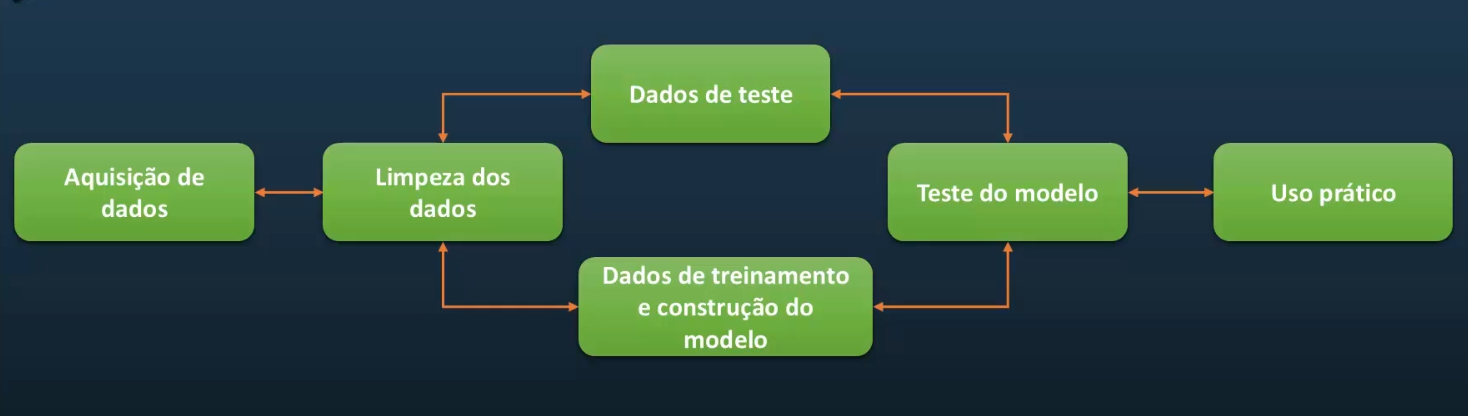 Dados de teste
Aquisição de
dados
Limpeza dos
dados
Teste do modelo
Uso prático
Dados de treinamento
e construção do
modelo